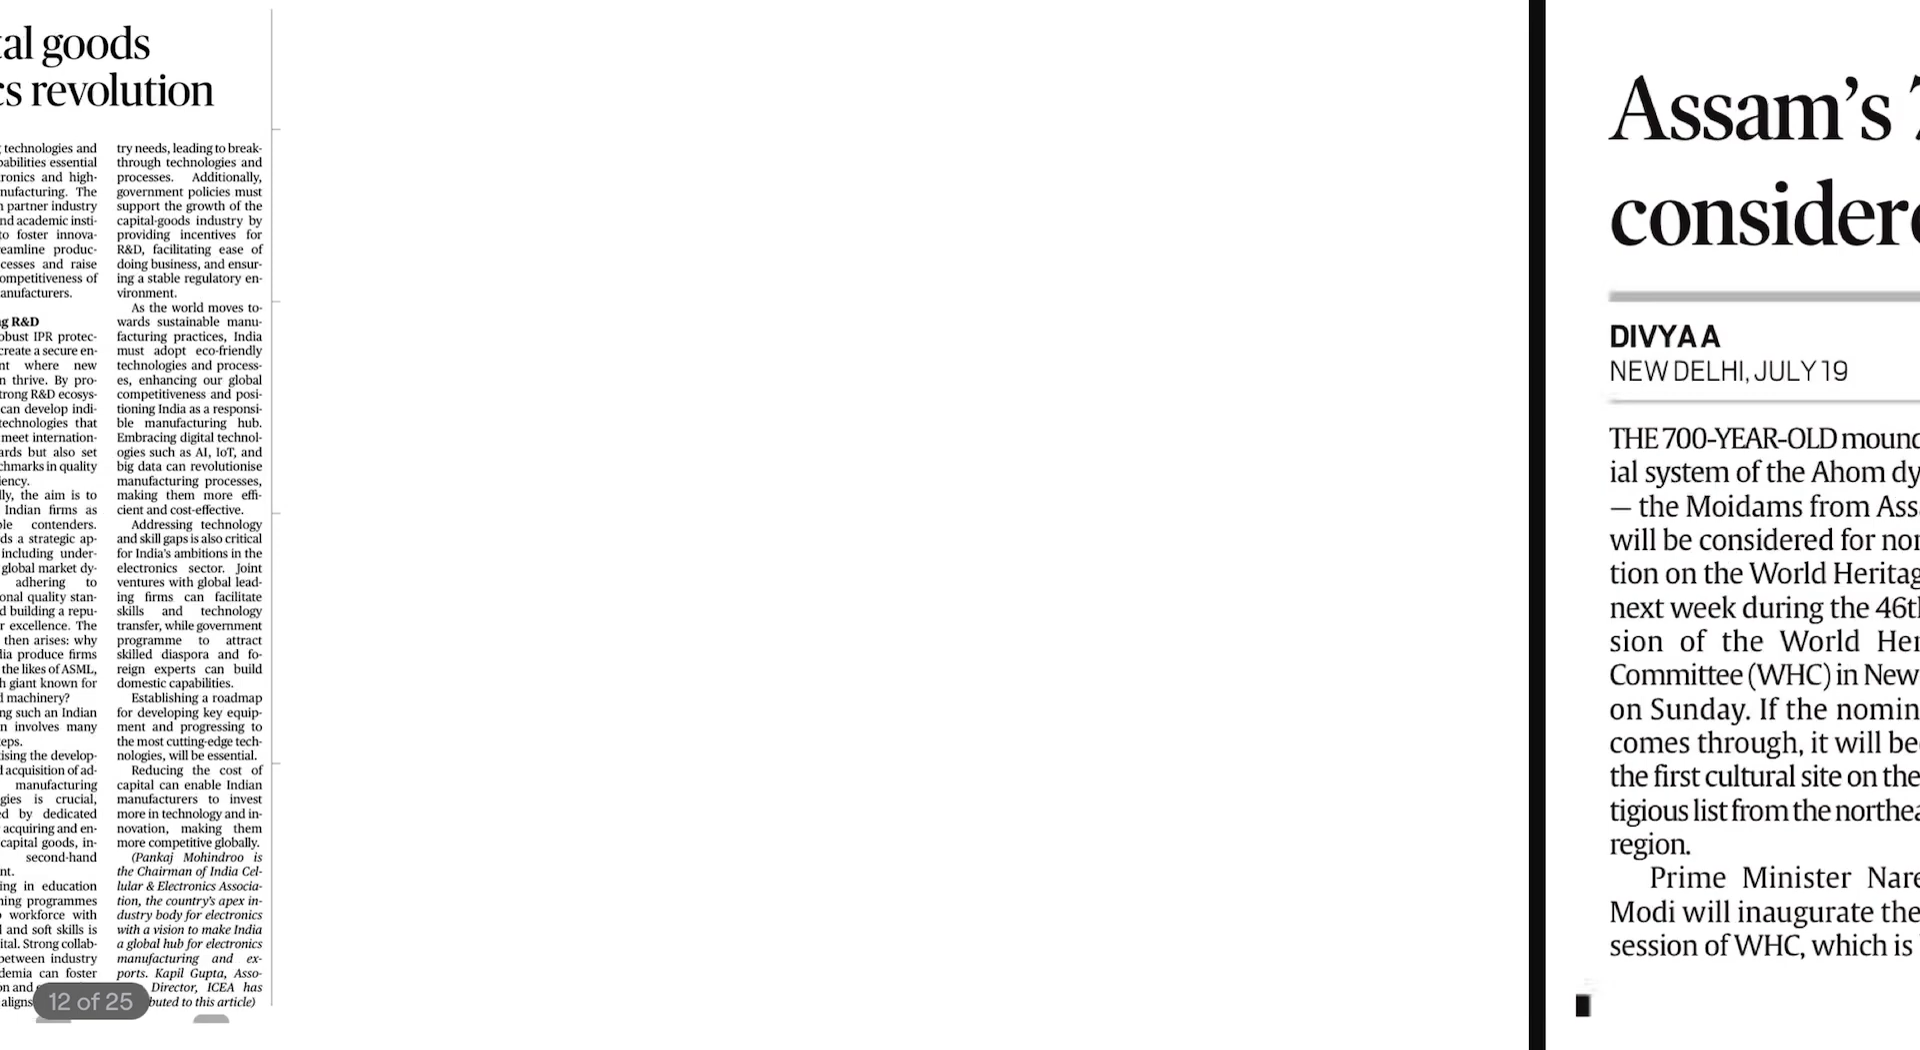 tal goods
cs revolution
technologies and
pabilities essential
ronics and high-
nufacturing. The
n partner industry
nd academic insti-
to foster innova-
reamline produc-
cesses and raise
ompetitiveness of
anufacturers.
ng R&D
obust IPR protec-
create a secure en-
nt where new
n thrive. By pro-
trong R&D ecosys-
can develop indi-
technologies that
meet internation-
ards but also set
chmarks in quality
iency.
lly, the aim is to
Indian firms as
ble contenders.
ds a strategic ap-
including under-
global market dy-
adhering to
onal quality stan-
d building a repu-
r excellence. The
then arises: why
dia produce firms
the likes of ASML,
h giant known for
d machinery?
ng such an Indian
n involves many
teps.
tising the develop-
d acquisition of ad-
manufacturing
gies is crucial,
ed by dedicated
acquiring and en-
capital goods, in-
second-hand
nt.
ing in education
ning programmes
o workforce with
l and soft skills is
ital. Strong collab-
between industry
demia can foster
on and
aligns
try needs, leading to break-
through technologies and
processes. Additionally,
government policies must
support the growth of the
capital-goods industry by
providing incentives for
R&D, facilitating ease of
doing business, and ensur-
ing a stable regulatory en-
vironment.
As the world moves to-
wards sustainable manu-
facturing practices, India
must adopt eco-friendly
technologies and process-
es, enhancing our global
competitiveness and posi-
tioning India as a responsi-
ble manufacturing hub.
Embracing digital technol-
ogies such as AI, IoT, and
big data can revolutionise
manufacturing processes,
making them more effi-
cient and cost-effective.
Addressing technology
and skill gaps is also critical
for India's ambitions in the
electronics sector. Joint
ventures with global lead-
ing firms can facilitate
skills and technology
transfer, while government
programme to attract
skilled diaspora and fo-
reign experts can build
domestic capabilities.
Establishing a roadmap
for developing key equip-
ment and progressing to
the most cutting-edge tech-
nologies, will be essential.
Reducing the cost of
capital can enable Indian
manufacturers to invest
more in technology and in-
novation, making them
more competitive globally.
(Pankaj Mohindroo is
the Chairman of India Cel-
lular & Electronics Associa-
tion, the country's apex in-
dustry body for electronics
with a vision to make India
a global hub for electronics
manufacturing and ex-
ports. Kapil Gupta, Asso-
Director, ICEA has
buted to this article)
12 of 25
Assam's 7
considere
DIVYA A
NEW DELHI, JULY 19
THE 700-YEAR-OLD mound
ial system of the Ahom dy
— the Moidams from Ass
will be considered for nor
tion on the World Heritag
next week during the 46th
sion of the World Her
Committee (WHC) in New
on Sunday. If the nomin
comes through, it will be
the first cultural site on the
tigious list from the northea
region.
Prime Minister Nare
Modi will inaugurate the
session of WHC, which is